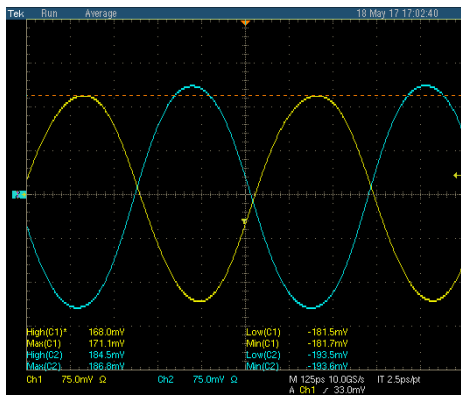 Tek Run Average 18 May 17 17:02:40
High(C1)* 168.0mV Low(C1) -181.5mV
Max(C1) 171.1mV Min(C1) -181.7mV
High(C2) 184.5mV Low(C2) -193.5mV
Max(C2) 186.8mV Min(C2) -193.6mV
Ch1 75.0mV Ω Ch2 75.0mV Ω M 125ps 10.0GS/s IT 2.5ps/pt
A Ch1 ⁄ 33.0mV